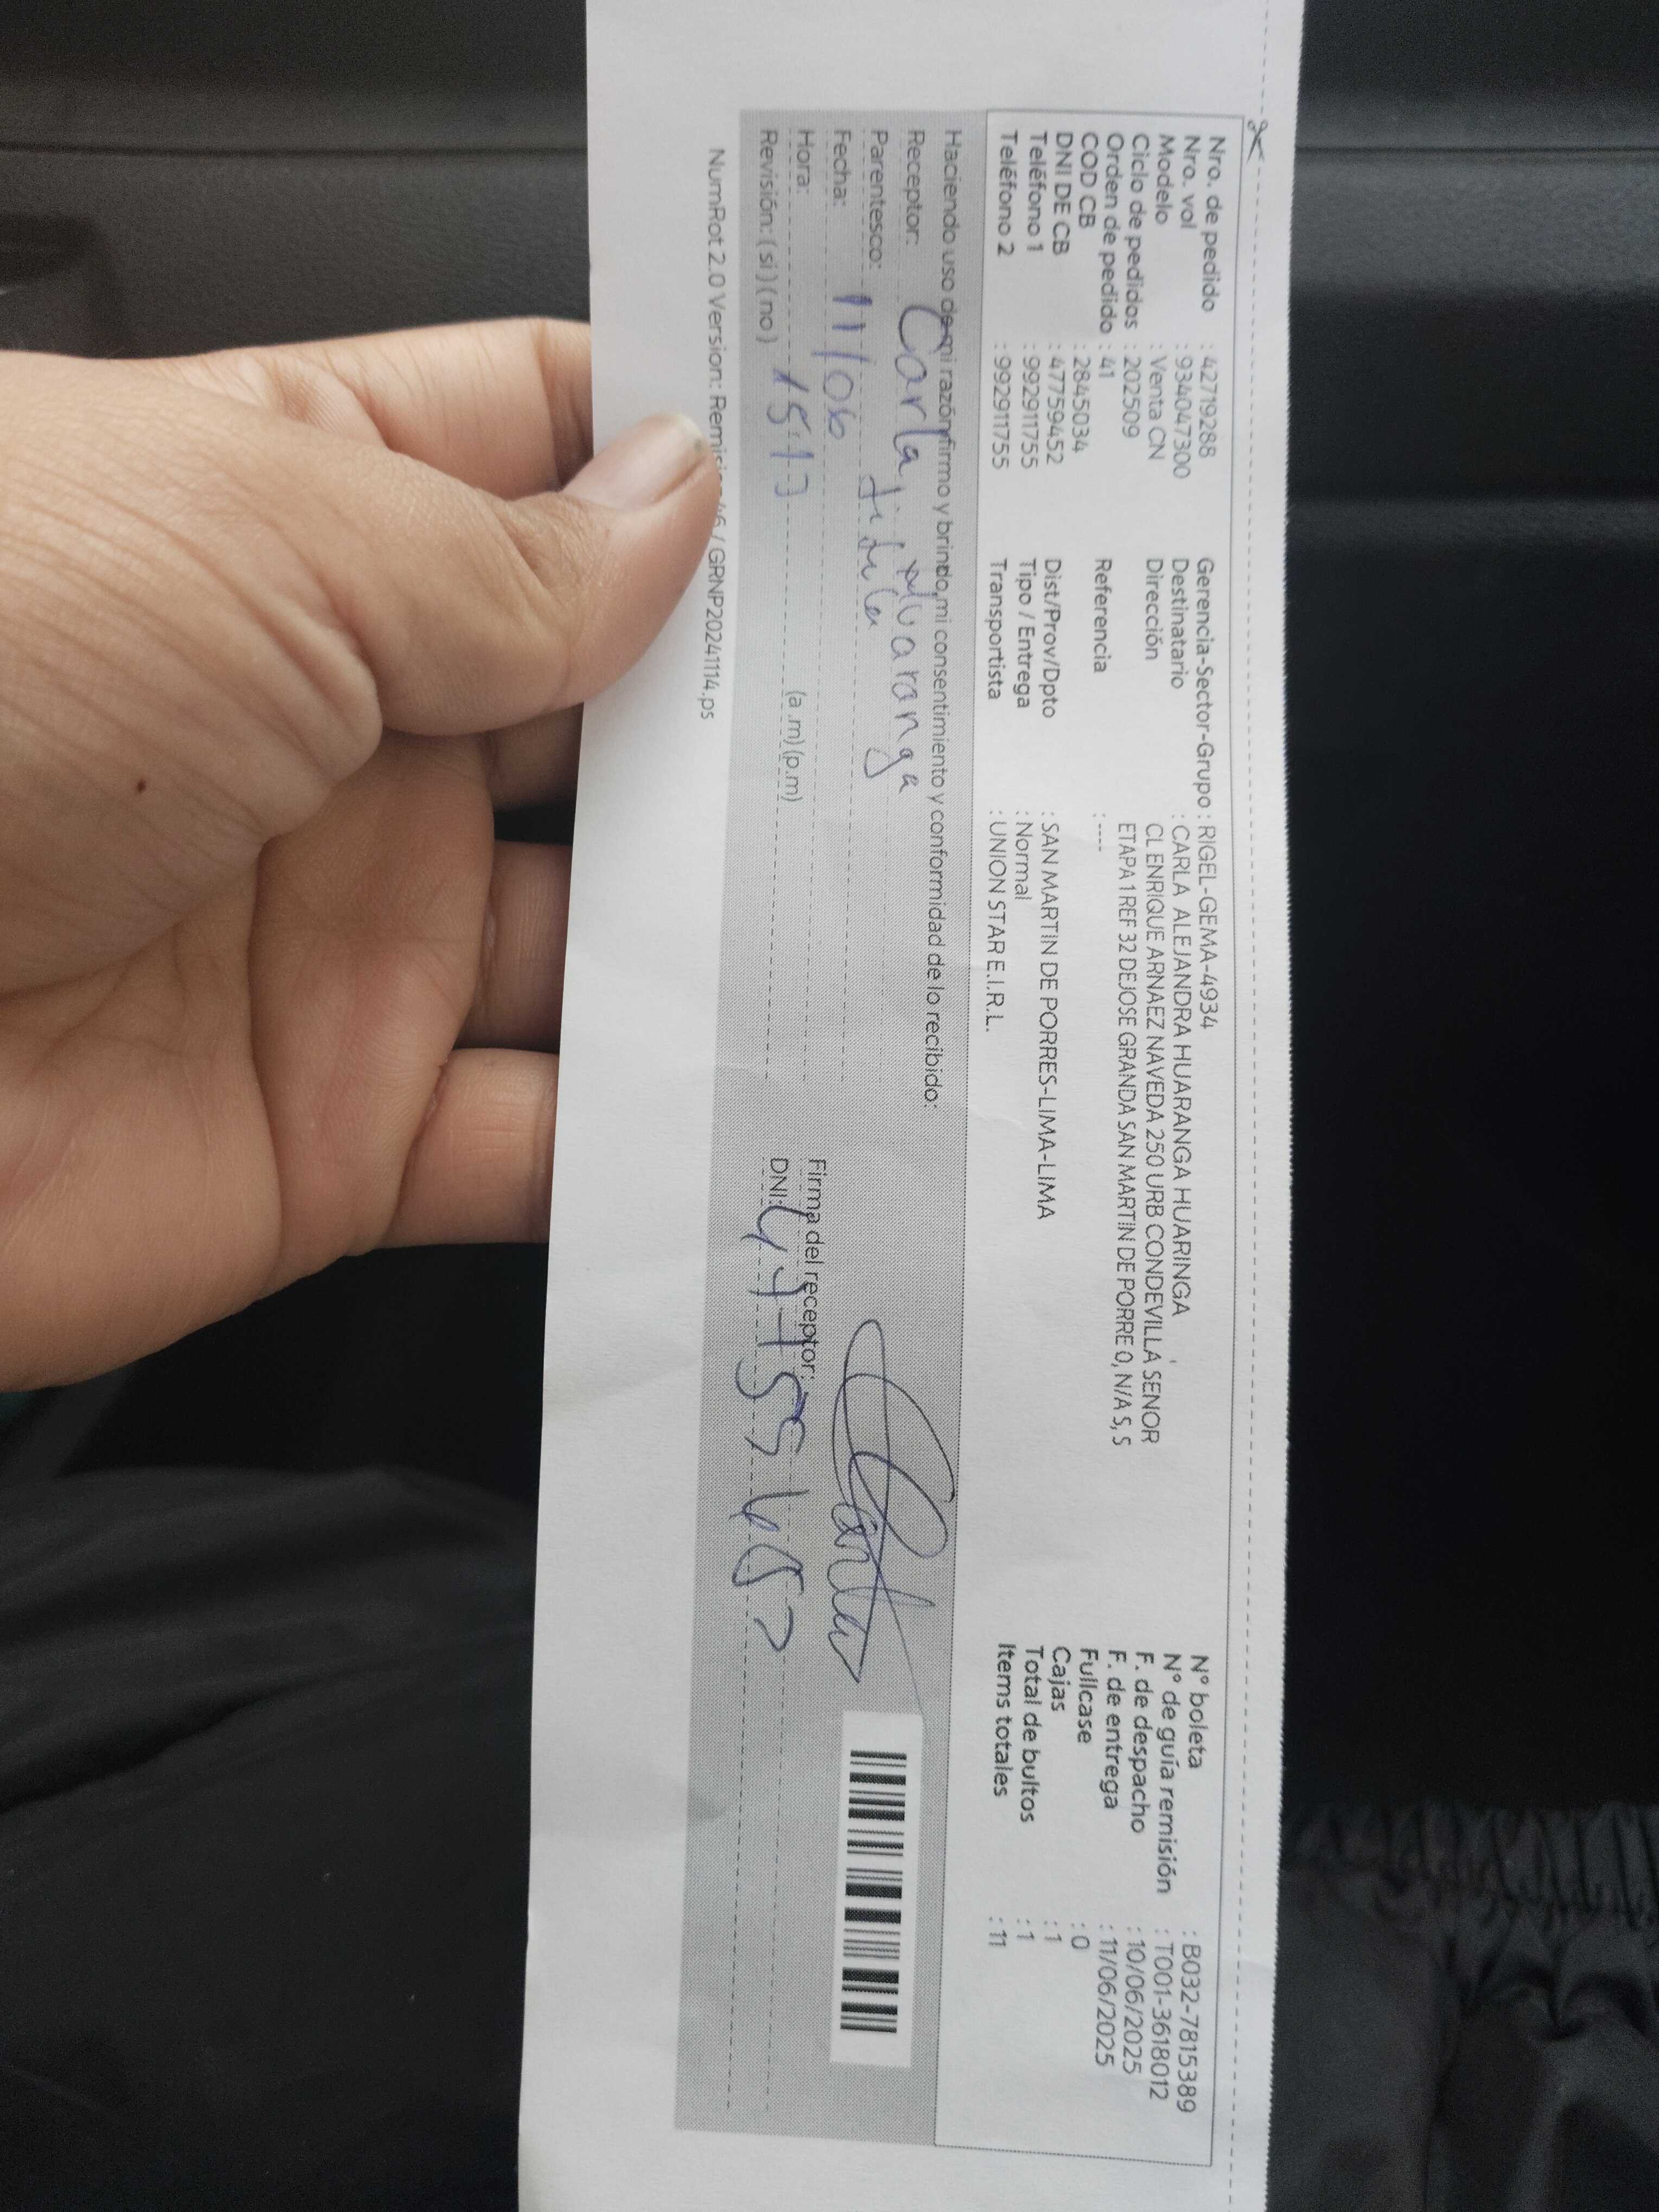 Nro. de pedido : 42719288
Nro. vol : 934047300
Modelo : Venta CN
Ciclo de pedidos : 202509
Orden de pedido : 41
COD CB : 2845034
DNI DE CB : 47759452
Teléfono 1 : 992911755
Teléfono 2 : 992911755
Gerencia-Sector-Grupo : RIGEL-GEMA-4934
Destinatario : CARLA ALEJANDRA HUARANGA HUARINGA
Dirección CL ENRIQUE ARNAEZ NAVEDA 250 URB CONDEVILLA SENOR
ETAPA 1 REF 32 DEJOSE GRANDA SAN MARTIN DE PORRE 0, N/A S, S
Referencia : ----
Dist/Prov/Dpto : SAN MARTIN DE PORRES-LIMA-LIMA
Tipo / Entrega : Normal
Transportista : UNION STAR E.I.R.L.
N° boleta : B032-7815389
N° de guía remisión : T001-3618012
F. de despacho : 10/06/2025
F. de entrega : 11/06/2025
Fullcase : 0
Cajas : 1
Total de bultos : 1
Items totales : 11
Haciendo uso de mi razón firmo y brindo, mi consentimiento y conformidad de lo recibido:
Receptor: Carla Huaranga
Parentesco: titular
Fecha: 11/06
Hora: 15:13 (a .m) (p.m)
Revisión: ( si ) ( no )
Firma del receptor:
DNI:
NumRot 2.0 Version: / GRNP20241114.ps